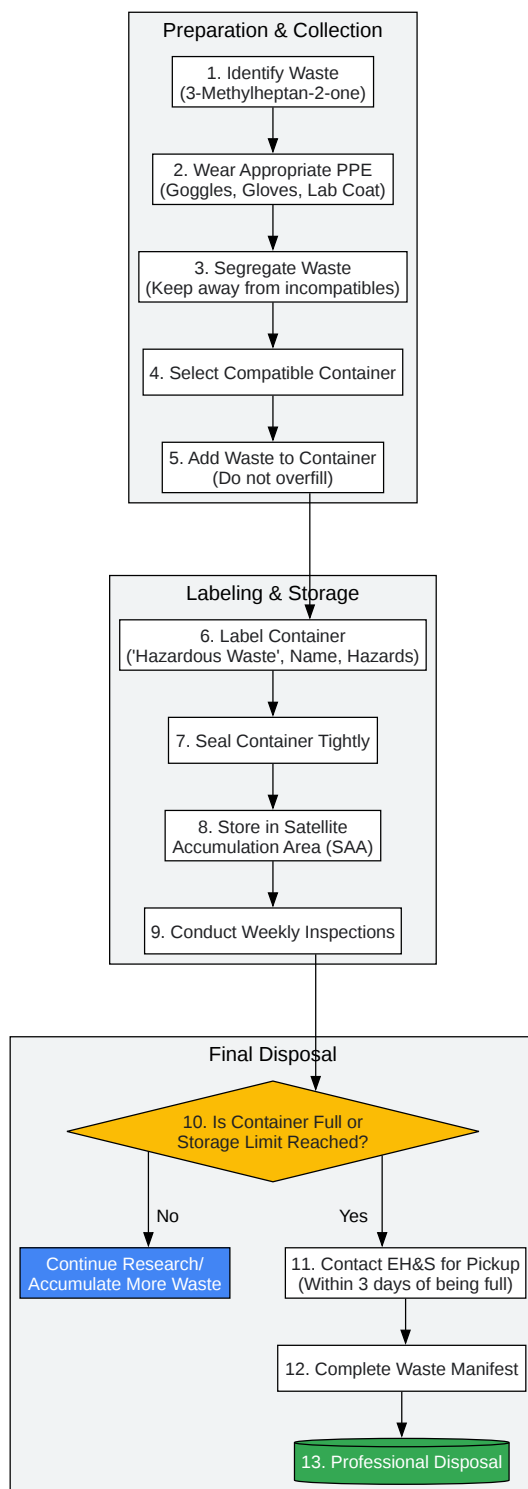 Preparation & Collection
1. Identify Waste
(3-Methylheptan-2-one)
2. Wear Appropriate PPE
(Goggles, Gloves, Lab Coat)
3. Segregate Waste
(Keep away from incompatibles)
4. Select Compatible Container
5. Add Waste to Container
(Do not overfill)
Labeling & Storage
6. Label Container
('Hazardous Waste', Name, Hazards)
7. Seal Container Tightly
8. Store in Satellite
Accumulation Area (SAA)
9. Conduct Weekly Inspections
Final Disposal
10. Is Container Full or
Storage Limit Reached?
No
Yes
Continue Research/
Accumulate More Waste
11. Contact EH&S for Pickup
(Within 3 days of being full)
12. Complete Waste Manifest
13. Professional Disposal